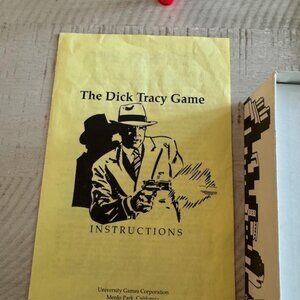 The Dick Tracy Game
INSTRUCTIONS
University Games Corporation
Menlo Park, California